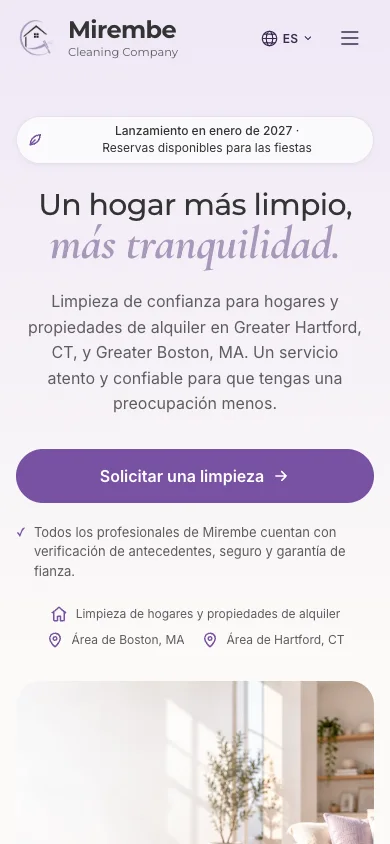 Mirembe
Cleaning Company
ES
Lanzamiento en enero de 2027 ·
Reservas disponibles para las fiestas
Un hogar más limpio,
más tranquilidad.
Limpieza de confianza para hogares y
propiedades de alquiler en Greater Hartford,
CT, y Greater Boston, MA. Un servicio
atento y confiable para que tengas una
preocupación menos.
Solicitar una limpieza →
✓ Todos los profesionales de Mirembe cuentan con
verificación de antecedentes, seguro y garantía de
fianza.
Limpieza de hogares y propiedades de alquiler
Área de Boston, MA
Área de Hartford, CT